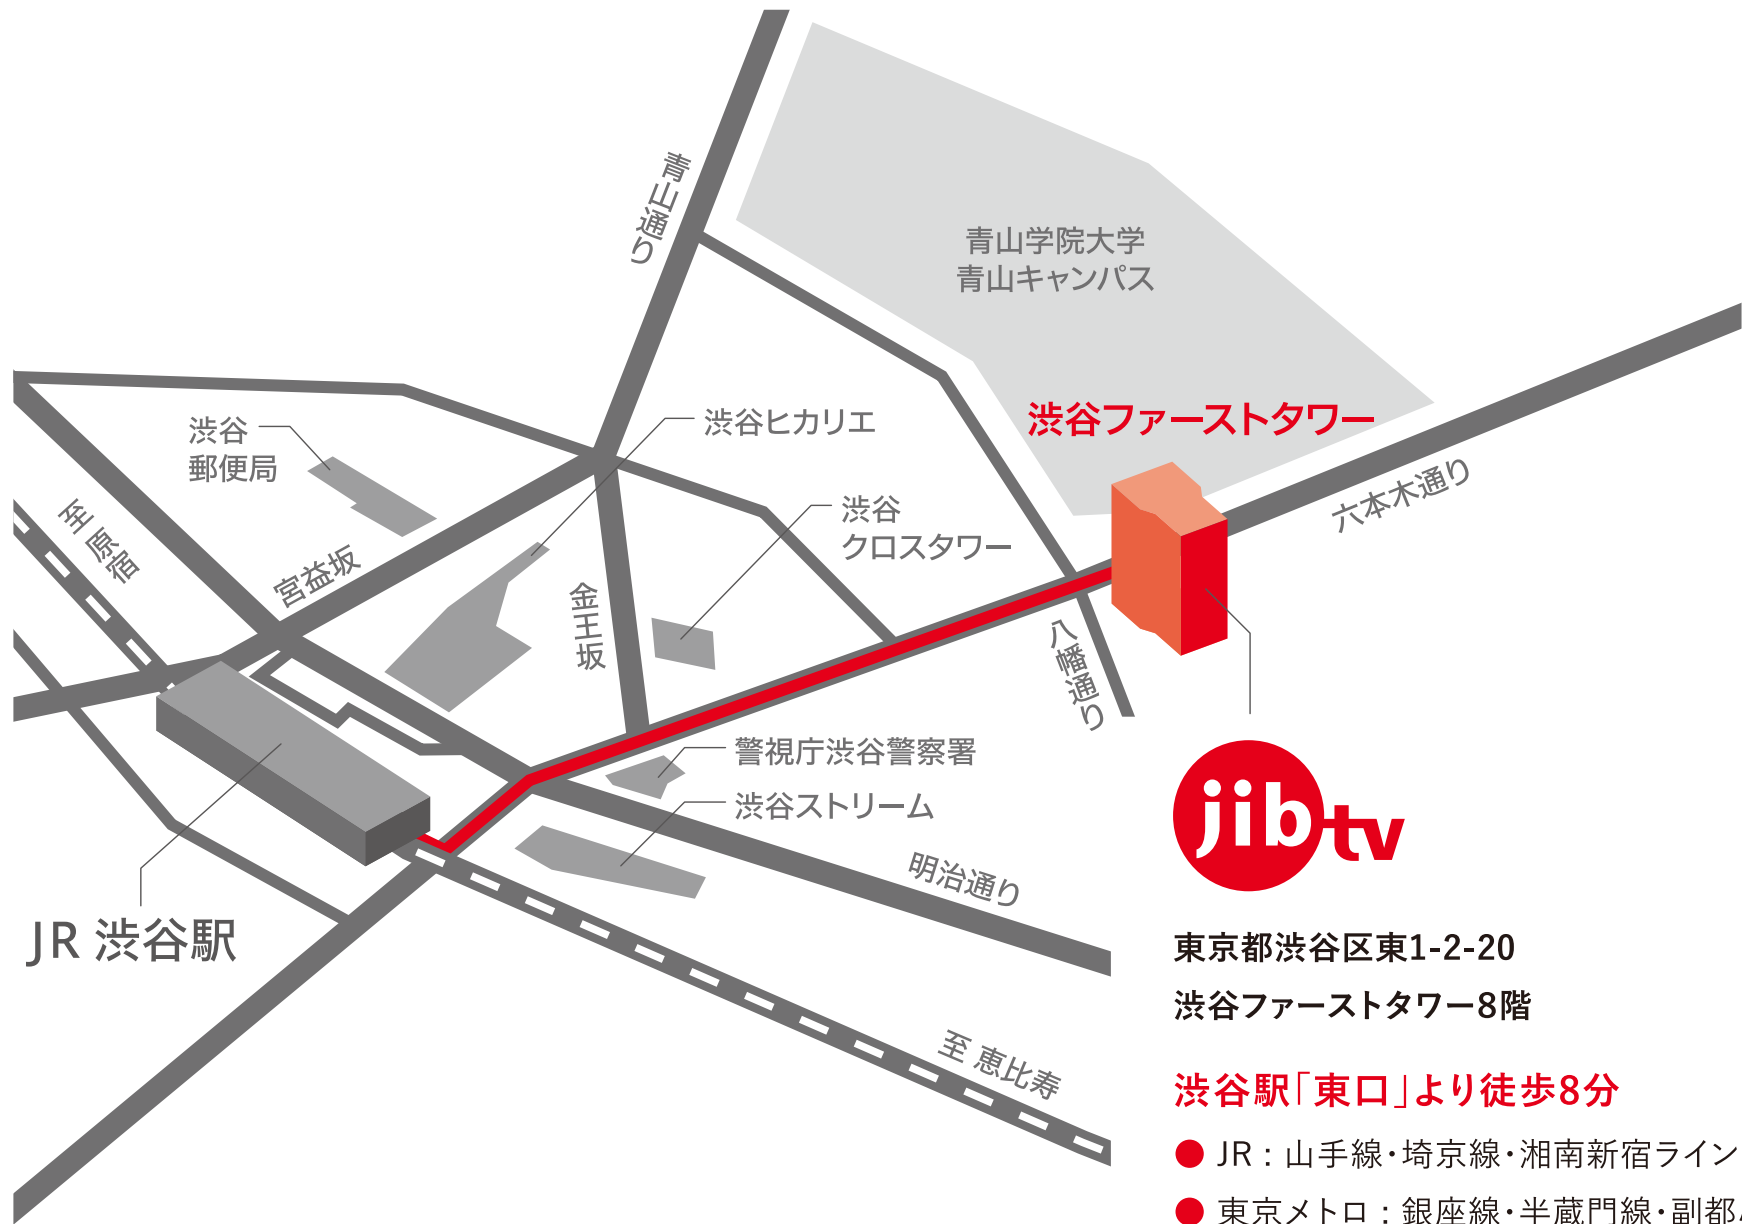 青山通り
青山学院大学
青山キャンパス
渋谷ファーストタワー
渋谷ヒカリエ
渋谷
郵便局
六本木通り
渋谷
クロスタワー
至原宿
宮益坂
金王坂
八幡通り
警視庁渋谷警察署
渋谷ストリーム
明治通り
JR 渋谷駅
至 恵比寿
jibtv
東京都渋谷区東1-2-20
渋谷ファーストタワー8階
渋谷駅「東口」より徒歩8分
● JR：山手線・埼京線・湘南新宿ライン
● 東京メトロ：銀座線・半蔵門線・副都